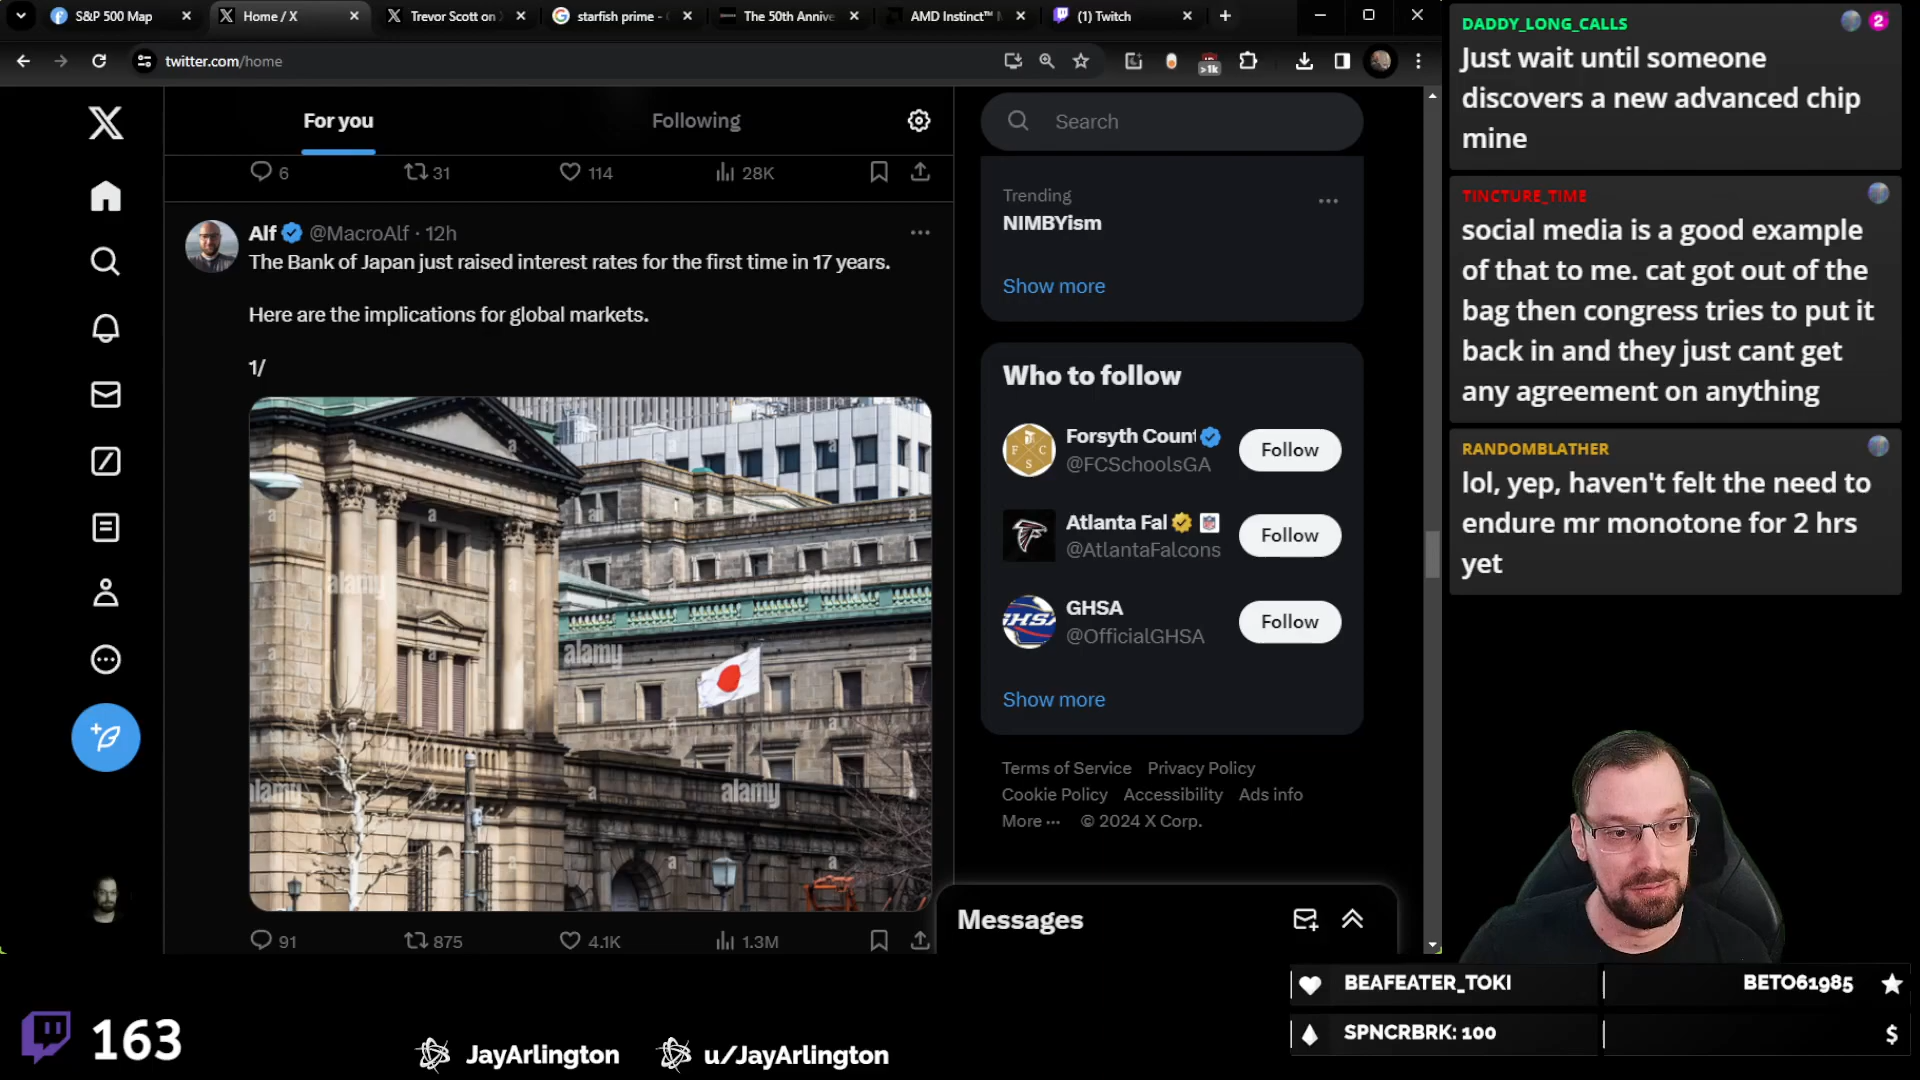 S&P 500 Map
Home / X
Trevor Scott on
starfish prime -
The 50th Annive
AMD Instinct™
(1) Twitch
twitter.com/home
>1k
For you
Following
Search
6
31
114
28K
Trending
NIMBYism
Show more
Alf @MacroAlf · 12h
The Bank of Japan just raised interest rates for the first time in 17 years.
Here are the implications for global markets.
1/
alamy
alamy
alamy
alamy
alamy
alamy
a
a
a
a
a
a
a
a
Who to follow
Forsyth Coun
@FCSchoolsGA
Follow
Atlanta Fal
@AtlantaFalcons
Follow
GHSA
@OfficialGHSA
Follow
Show more
Terms of Service Privacy Policy
Cookie Policy Accessibility Ads info
More ··· © 2024 X Corp.
Messages
91
875
4.1K
1.3M
DADDY_LONG_CALLS
2
Just wait until someone
discovers a new advanced chip
mine
TINCTURE_TIME
social media is a good example
of that to me. cat got out of the
bag then congress tries to put it
back in and they just cant get
any agreement on anything
RANDOMBLATHER
lol, yep, haven't felt the need to
endure mr monotone for 2 hrs
yet
BEAFEATER_TOKI
BETO61985
SPNCRBRK: 100
$
163
JayArlington
u/JayArlington